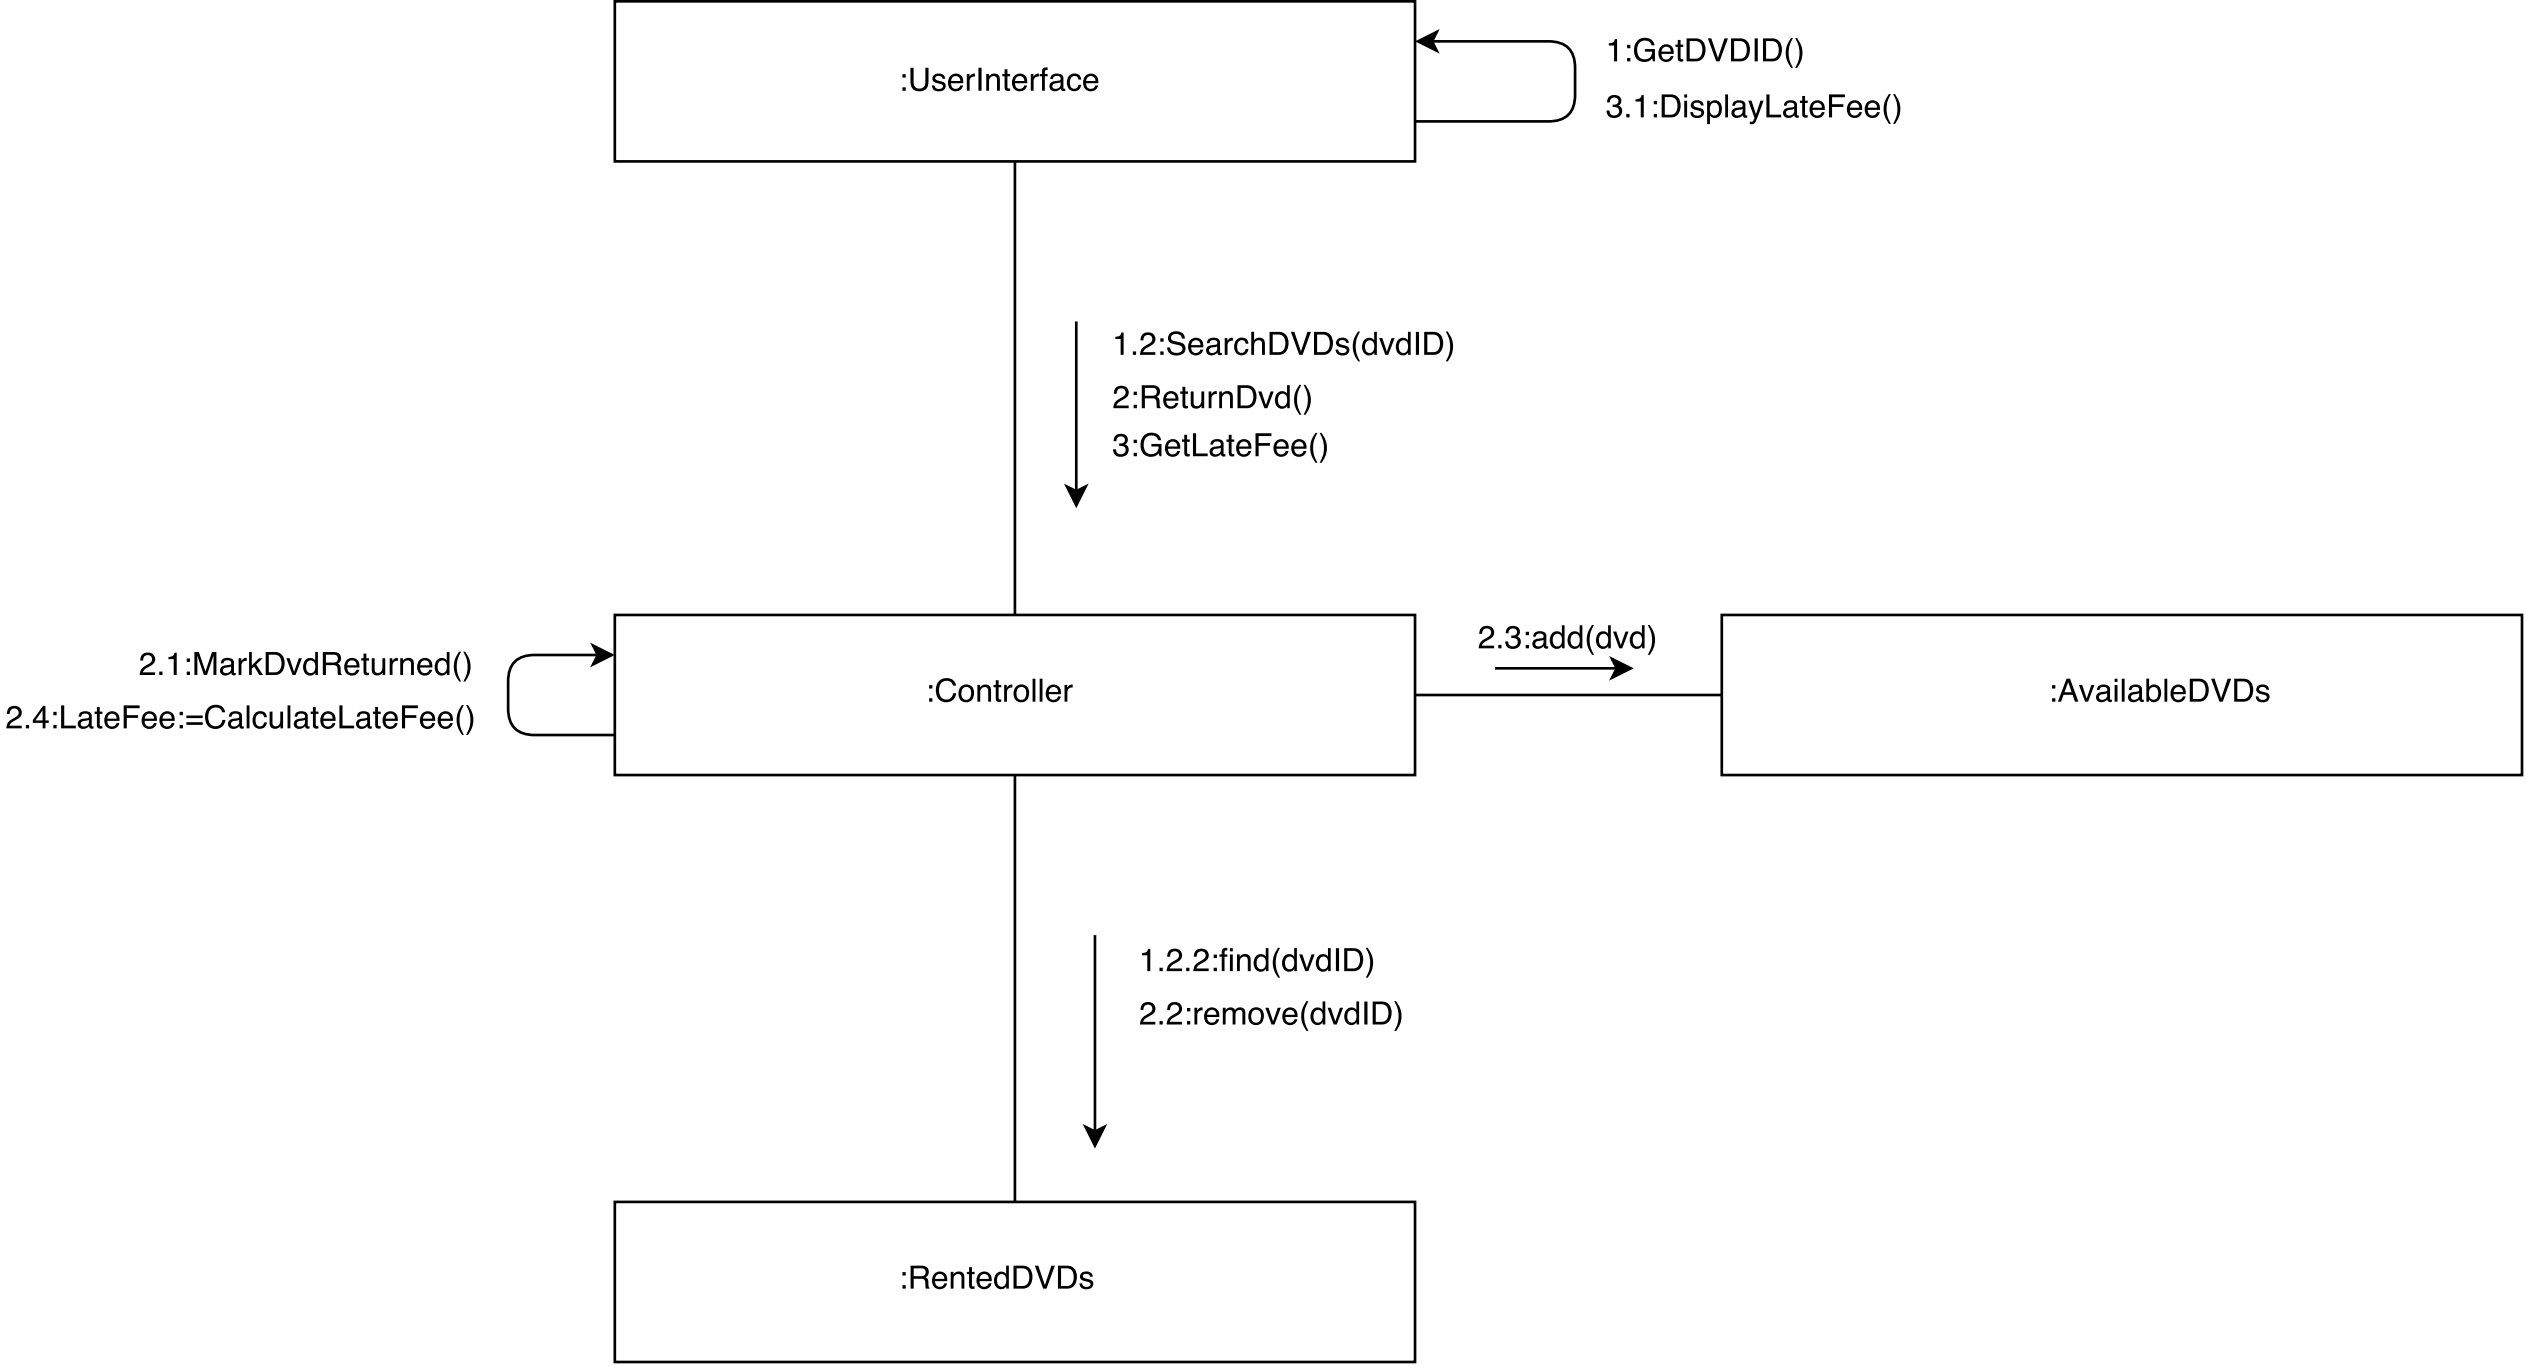 :UserInterface
1:GetDVDID()
3.1:DisplayLateFee()
1.2:SearchDVDs(dvdID)
2:ReturnDvd()
3:GetLateFee()
2.1:MarkDvdReturned()
2.4:LateFee:=CalculateLateFee()
:Controller
2.3:add(dvd)
:AvailableDVDs
1.2.2:find(dvdID)
2.2:remove(dvdID)
:RentedDVDs